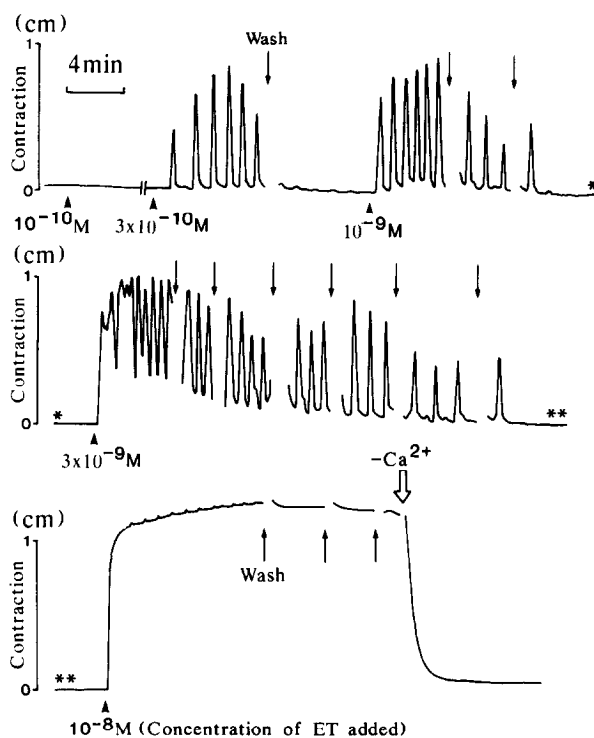 (cm)
1
Contraction
0
4min
Wash
*
10⁻¹⁰M
3x10⁻¹⁰M
10⁻⁹M
(cm)
1
Contraction
0
*
**
3x10⁻⁹M
−Ca²⁺
(cm)
1
Contraction
0
Wash
**
10⁻⁸M (Concentration of ET added)